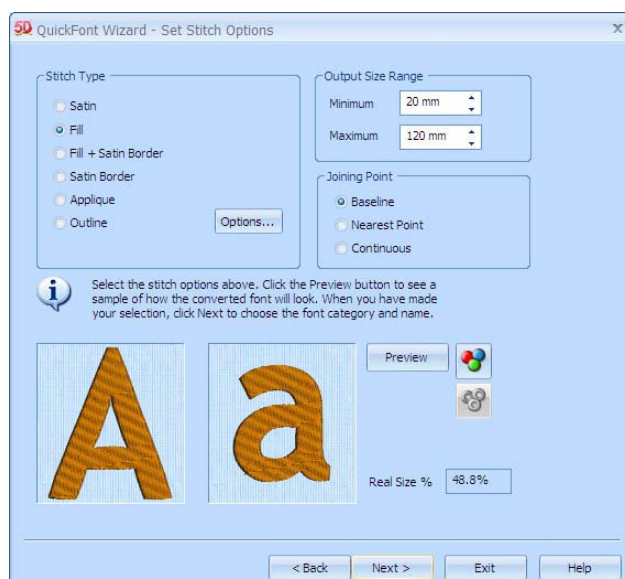 5D QuickFont Wizard - Set Stitch Options
x
Stitch Type
Satin
Fill
Fill + Satin Border
Satin Border
Applique
Outline
Options...
Output Size Range
Minimum 20 mm
Maximum 120 mm
Joining Point
Baseline
Nearest Point
Continuous
Select the stitch options above. Click the Preview button to see a
sample of how the converted font will look. When you have made
your selection, click Next to choose the font category and name.
A a
Preview
Real Size % 48.8%
< Back Next > Exit Help